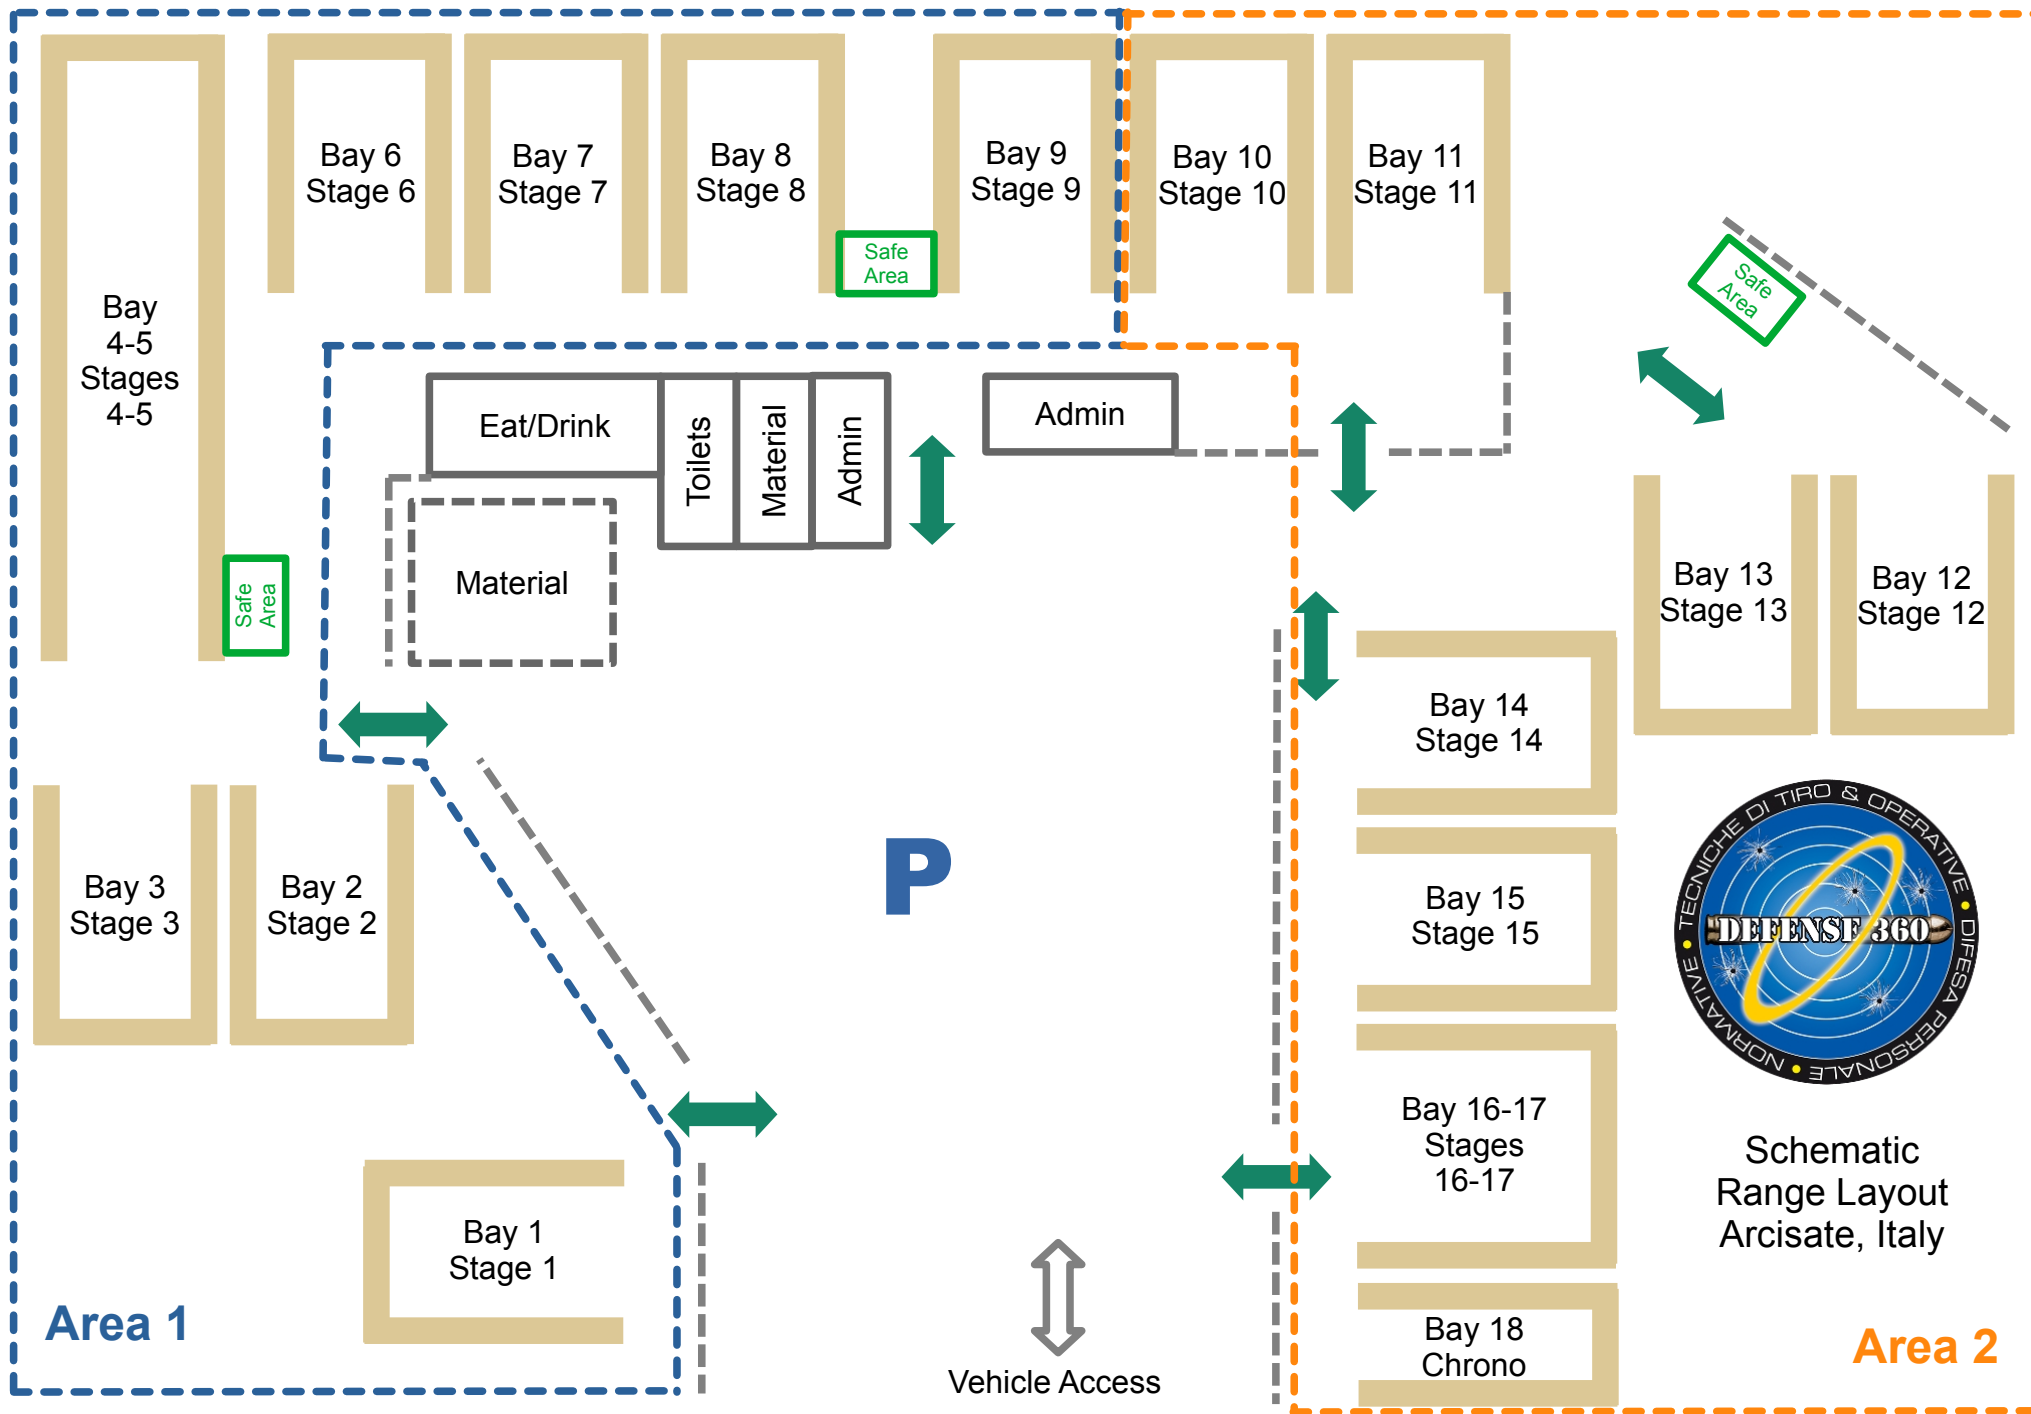 Bay 6
Stage 6
Bay 7
Stage 7
Bay 8
Stage 8
Bay 9
Stage 9
Bay 10
Stage 10
Bay 11
Stage 11
Safe
Area
Safe
Area
Bay
4-5
Stages
4-5
Eat/Drink
Toilets
Material
Admin
Admin
Safe
Area
Material
Bay 13
Stage 13
Bay 12
Stage 12
Bay 14
Stage 14
Bay 3
Stage 3
Bay 2
Stage 2
P
Bay 15
Stage 15
TECNICHE DI TIRO & OPERATIVE • DIFESA PERSONALE • NORMATIVE •
DEFENSE 360
Bay 16-17
Stages
16-17
Schematic
Range Layout
Arcisate, Italy
Bay 1
Stage 1
Area 1
Vehicle Access
Bay 18
Chrono
Area 2